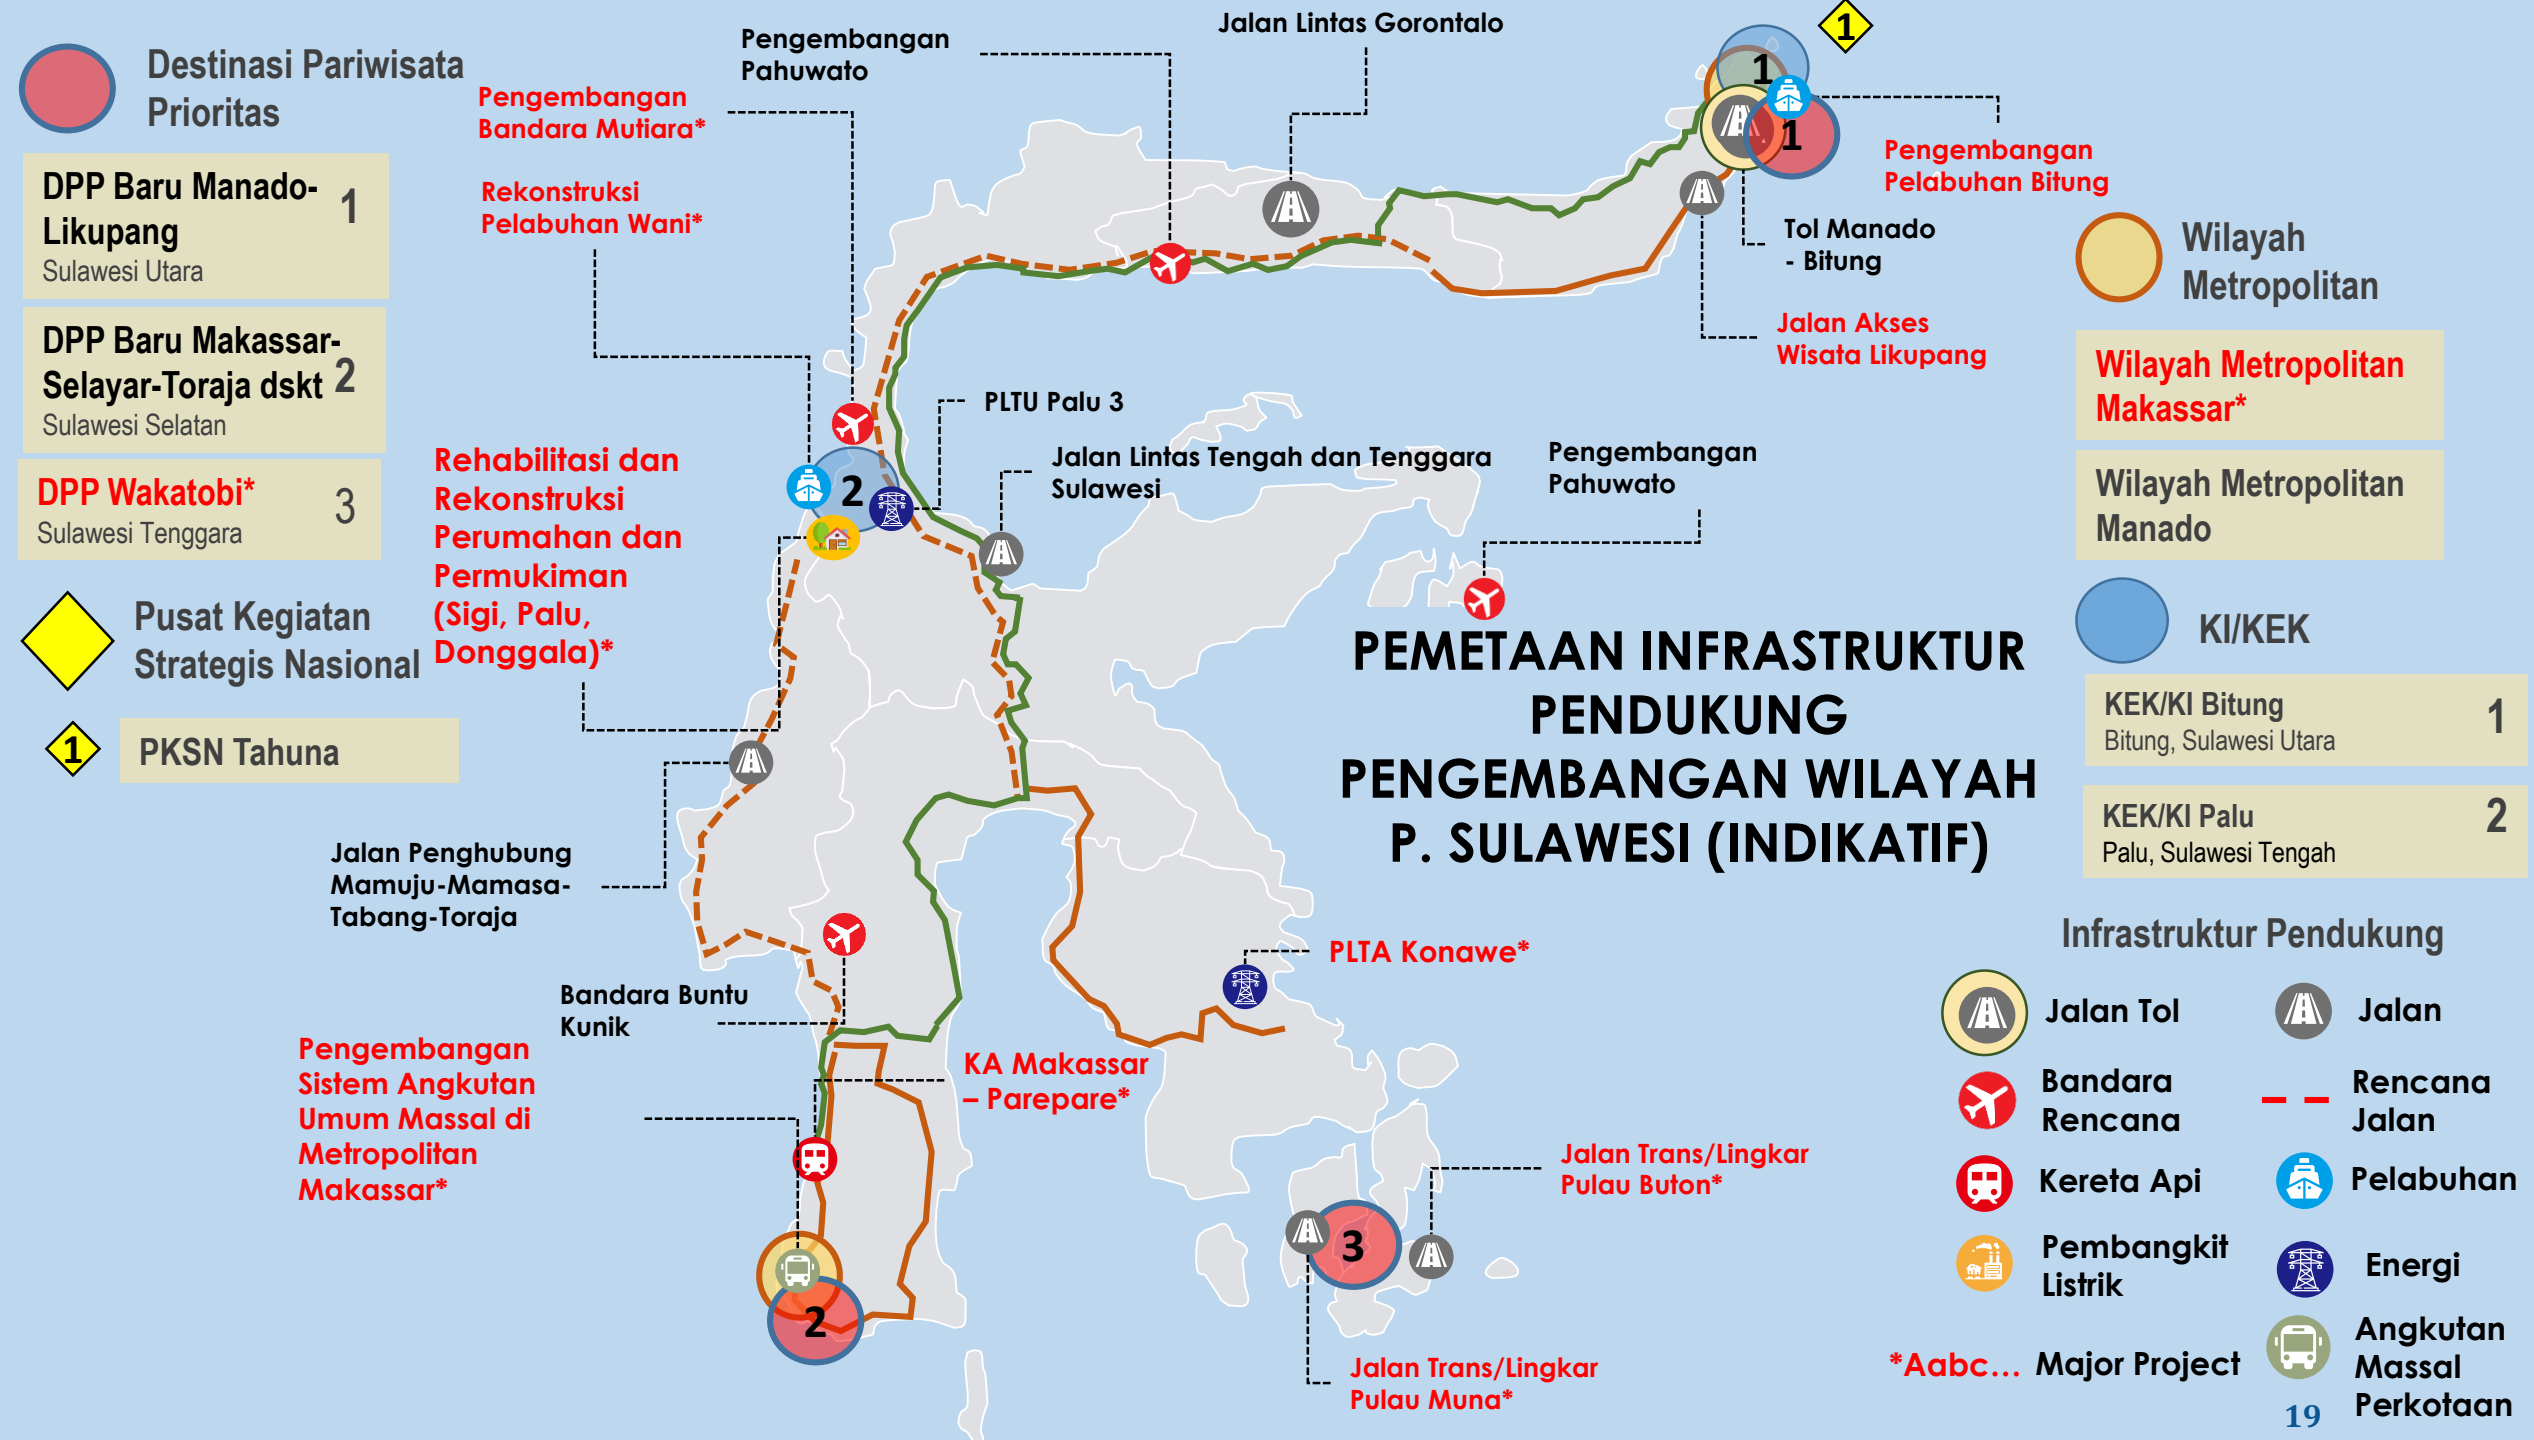 Destinasi Pariwisata
Prioritas
DPP Baru Manado-
Likupang
1
Sulawesi Utara
DPP Baru Makassar-
Selayar-Toraja dskt
2
Sulawesi Selatan
DPP Wakatobi*
3
Sulawesi Tenggara
Pusat Kegiatan
Strategis Nasional
1
PKSN Tahuna
Pengembangan
Pahuwato
Jalan Lintas Gorontalo
Pengembangan
Bandara Mutiara*
Rekonstruksi
Pelabuhan Wani*
1
1
1
Pengembangan
Pelabuhan Bitung
Tol Manado
- Bitung
Jalan Akses
Wisata Likupang
PLTU Palu 3
Jalan Lintas Tengah dan Tenggara
Sulawesi
Pengembangan
Pahuwato
Rehabilitasi dan
Rekonstruksi
Perumahan dan
Permukiman
(Sigi, Palu,
Donggala)*
2
PEMETAAN INFRASTRUKTUR
PENDUKUNG
PENGEMBANGAN WILAYAH
P. SULAWESI (INDIKATIF)
Jalan Penghubung
Mamuju-Mamasa-
Tabang-Toraja
Bandara Buntu
Kunik
PLTA Konawe*
Pengembangan
Sistem Angkutan
Umum Massal di
Metropolitan
Makassar*
KA Makassar
– Parepare*
Jalan Trans/Lingkar
Pulau Buton*
3
2
Jalan Trans/Lingkar
Pulau Muna*
Wilayah
Metropolitan
Wilayah Metropolitan
Makassar*
Wilayah Metropolitan
Manado
KI/KEK
KEK/KI Bitung
1
Bitung, Sulawesi Utara
KEK/KI Palu
2
Palu, Sulawesi Tengah
Infrastruktur Pendukung
Jalan Tol
Jalan
Bandara
Rencana
Rencana
Jalan
Kereta Api
Pelabuhan
Pembangkit
Listrik
Energi
*Aabc... Major Project
Angkutan
Massal
Perkotaan
19